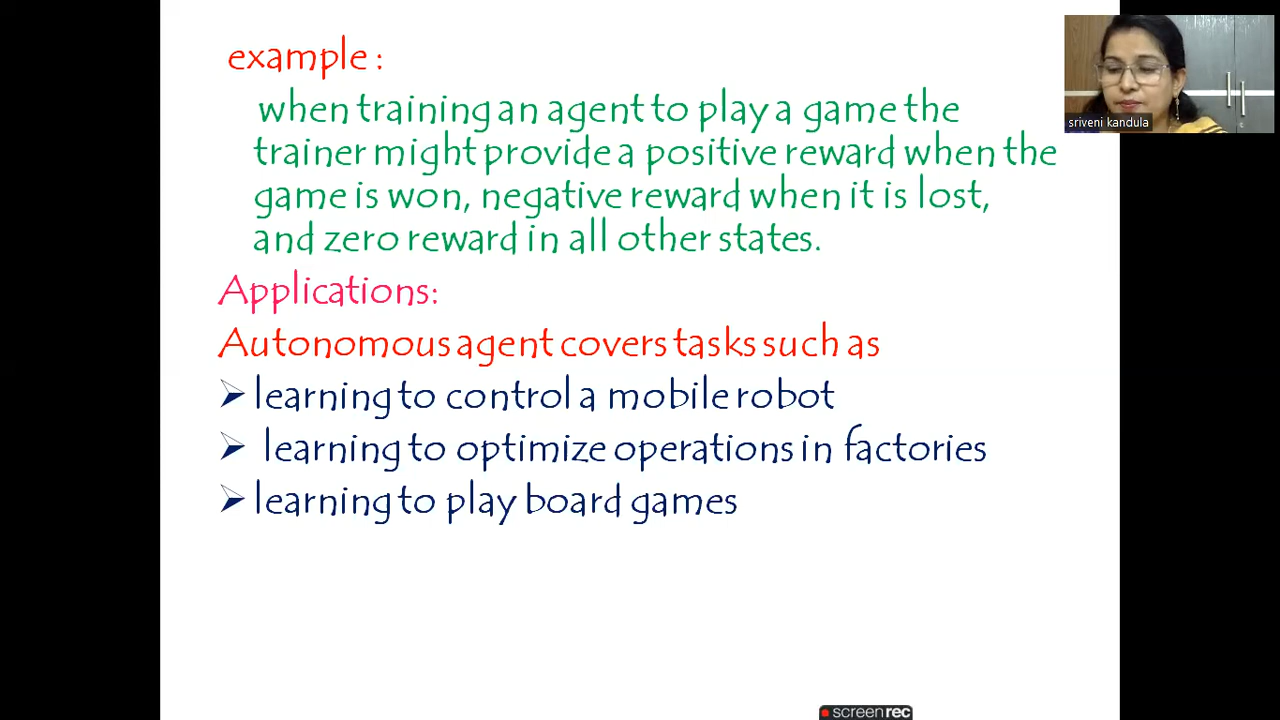 example :
when training an agent to play a game the
trainer might provide a positive reward when the
game is won, negative reward when it is lost,
and zero reward in all other states.
Applications:
Autonomous agent covers tasks such as
learning to control a mobile robot
learning to optimize operations in factories
learning to play board games
sriveni kandula
screenrec